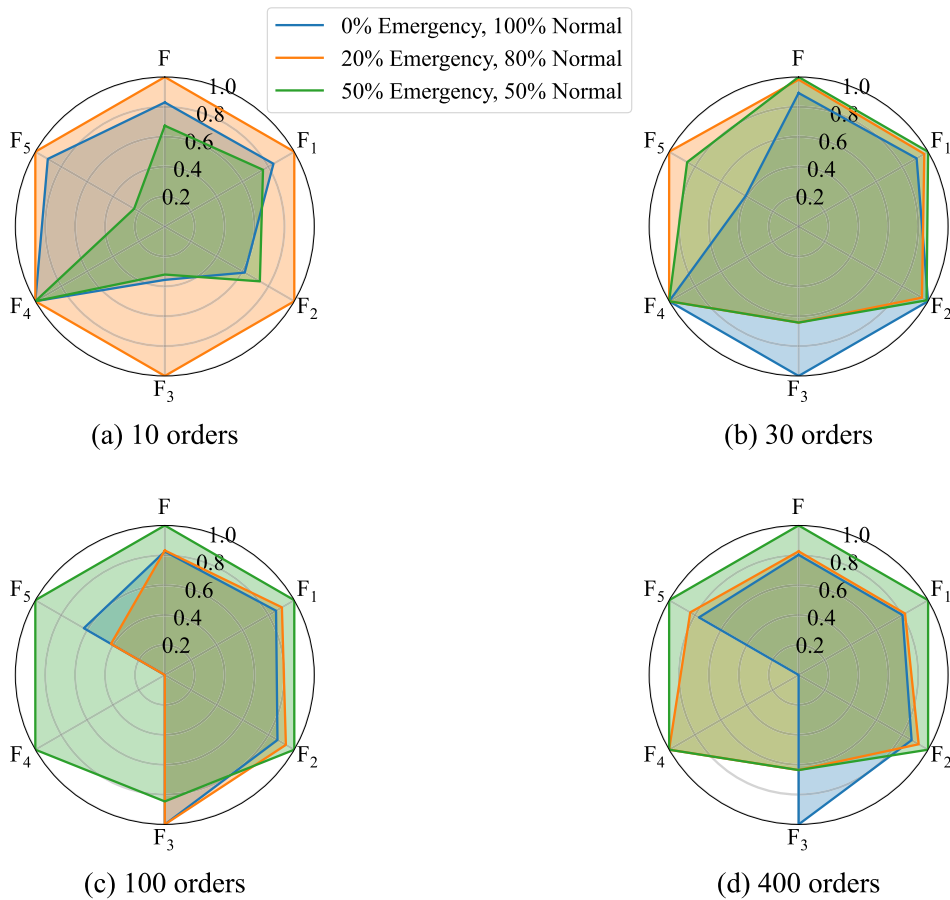 0% Emergency, 100% Normal
20% Emergency, 80% Normal
50% Emergency, 50% Normal
F
F₁
F₂
F₃
F₄
F₅
0.2
0.4
0.6
0.8
1.0
(a) 10 orders
F
F₁
F₂
F₃
F₄
F₅
0.2
0.4
0.6
0.8
1.0
(b) 30 orders
F
F₁
F₂
F₃
F₄
F₅
0.2
0.4
0.6
0.8
1.0
(c) 100 orders
F
F₁
F₂
F₃
F₄
F₅
0.2
0.4
0.6
0.8
1.0
(d) 400 orders